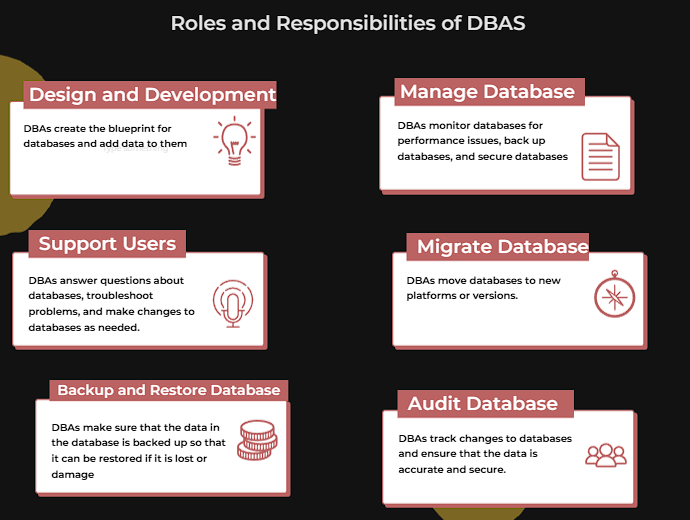 Roles and Responsibilities of DBAS
Design and Development
DBAs create the blueprint for
databases and add data to them
Manage Database
DBAs monitor databases for
performance issues, back up
databases, and secure databases
Support Users
DBAs answer questions about
databases, troubleshoot
problems, and make changes to
databases as needed.
Migrate Database
DBAs move databases to new
platforms or versions.
Backup and Restore Database
DBAs make sure that the data in
the database is backed up so that
it can be restored if it is lost or
damage
Audit Database
DBAs track changes to databases
and ensure that the data is
accurate and secure.